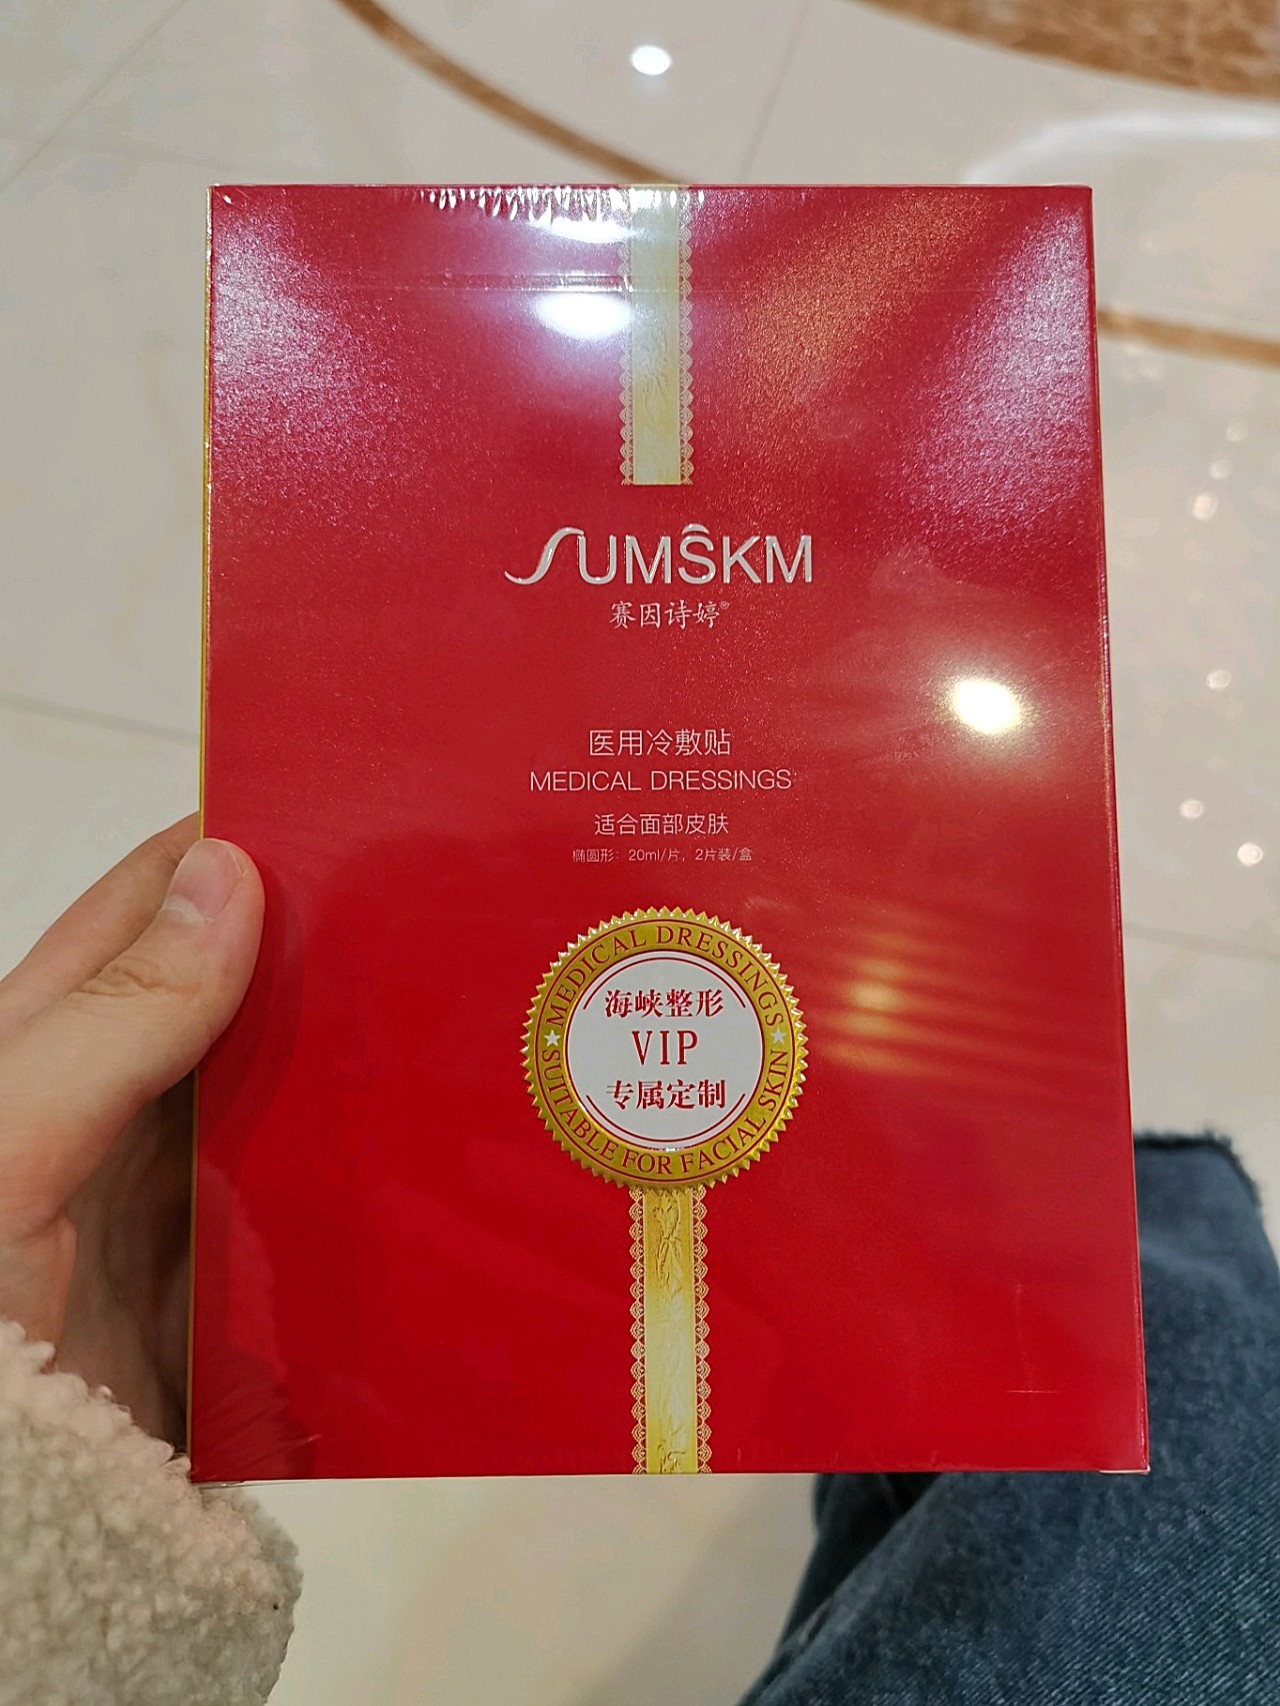 SUMSKM
赛因诗婷®
医用冷敷贴
MEDICAL DRESSINGS
适合面部皮肤
椭圆形：20ml/片，2片装/盒
MEDICAL DRESSINGS
海峡整形
VIP
专属定制
SUITABLE FOR FACIAL SKIN